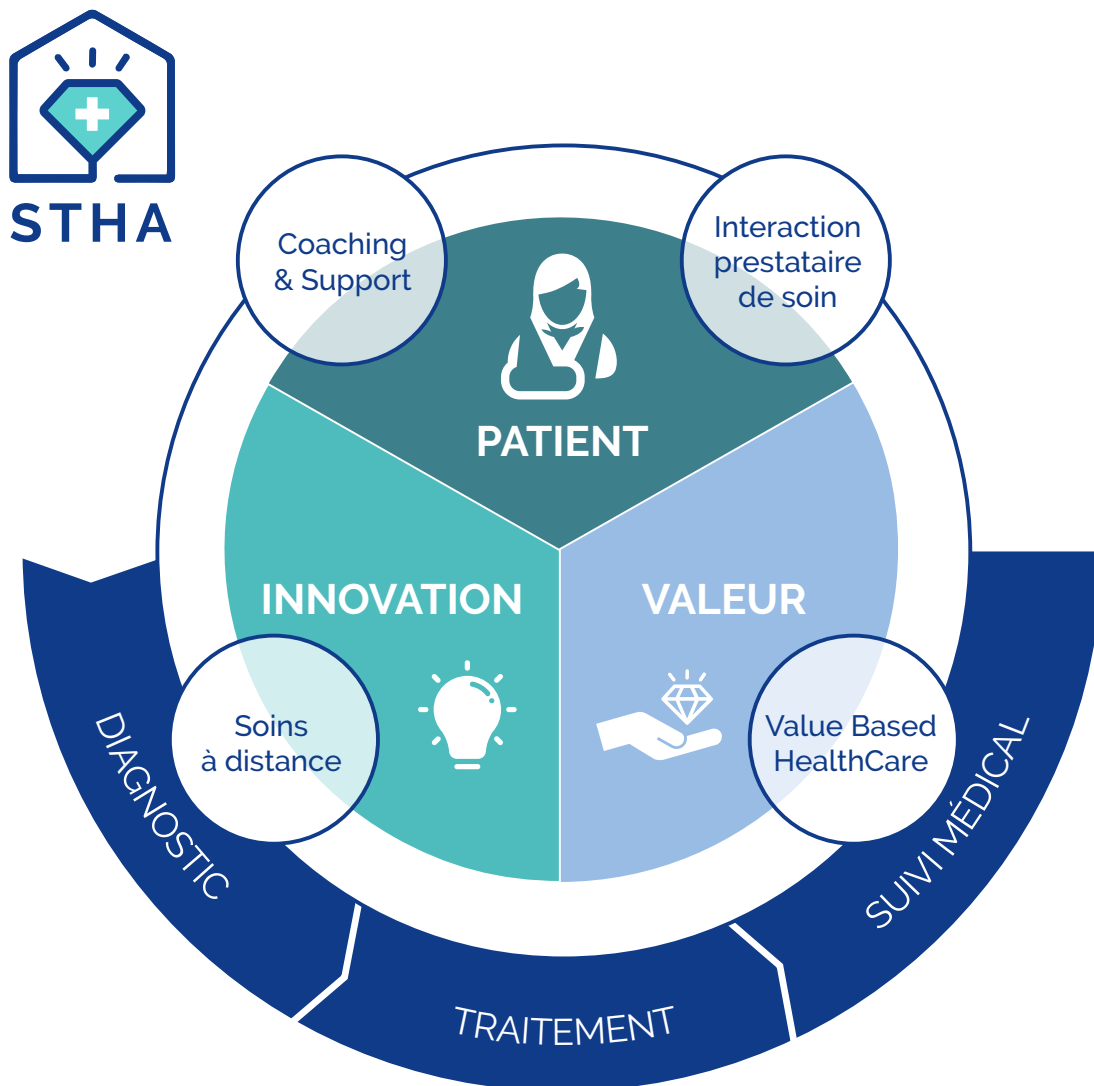 STHA
Coaching
& Support
Interaction
prestataire
de soin
PATIENT
INNOVATION
VALEUR
Soins
à distance
Value Based
HealthCare
DIAGNOSTIC
TRAITEMENT
SUIVI MÉDICAL